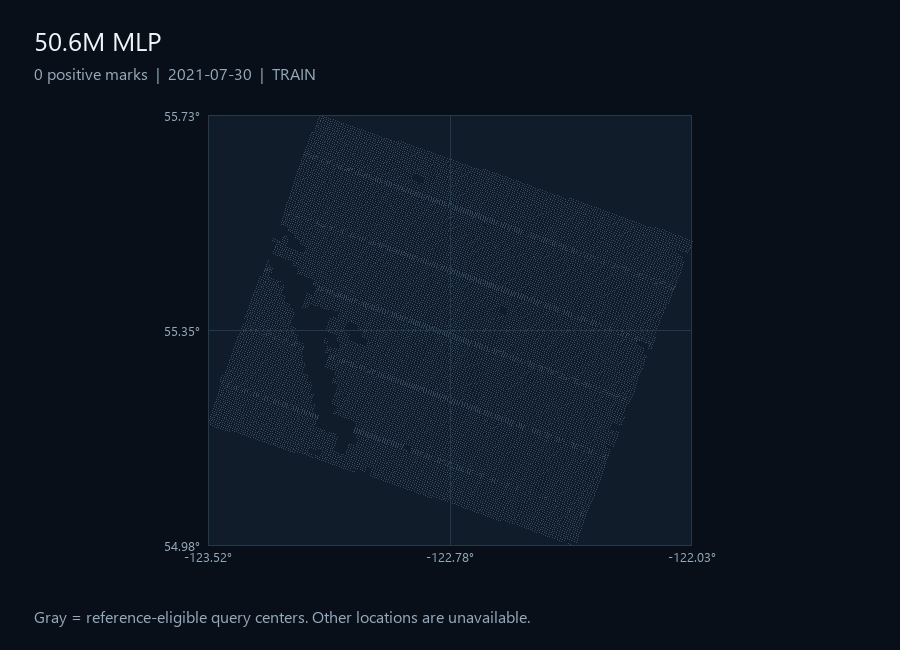 50.6M MLP
0 positive marks | 2021-07-30 | TRAIN
55.73°
55.35°
54.98°
-123.52° -122.78° -122.03°
Gray = reference-eligible query centers. Other locations are unavailable.